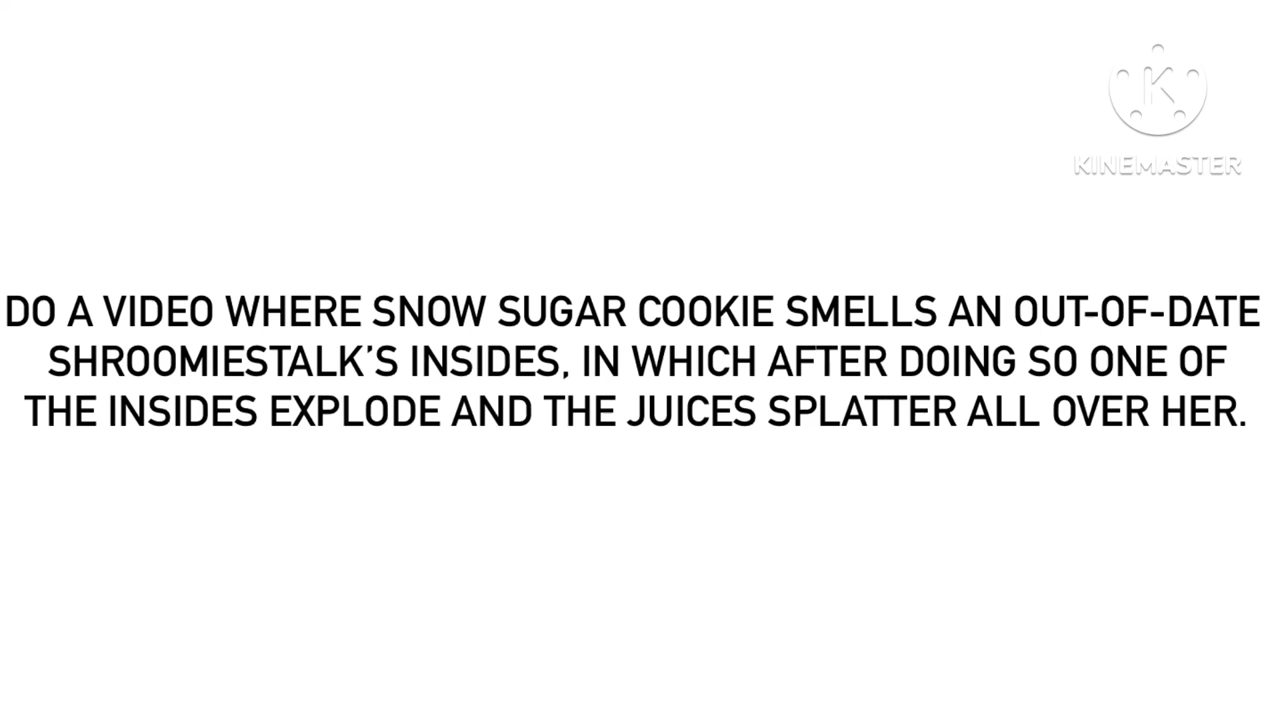 KINEMASTER
DO A VIDEO WHERE SNOW SUGAR COOKIE SMELLS AN OUT-OF-DATE
SHROOMIESTALK’S INSIDES, IN WHICH AFTER DOING SO ONE OF
THE INSIDES EXPLODE AND THE JUICES SPLATTER ALL OVER HER.